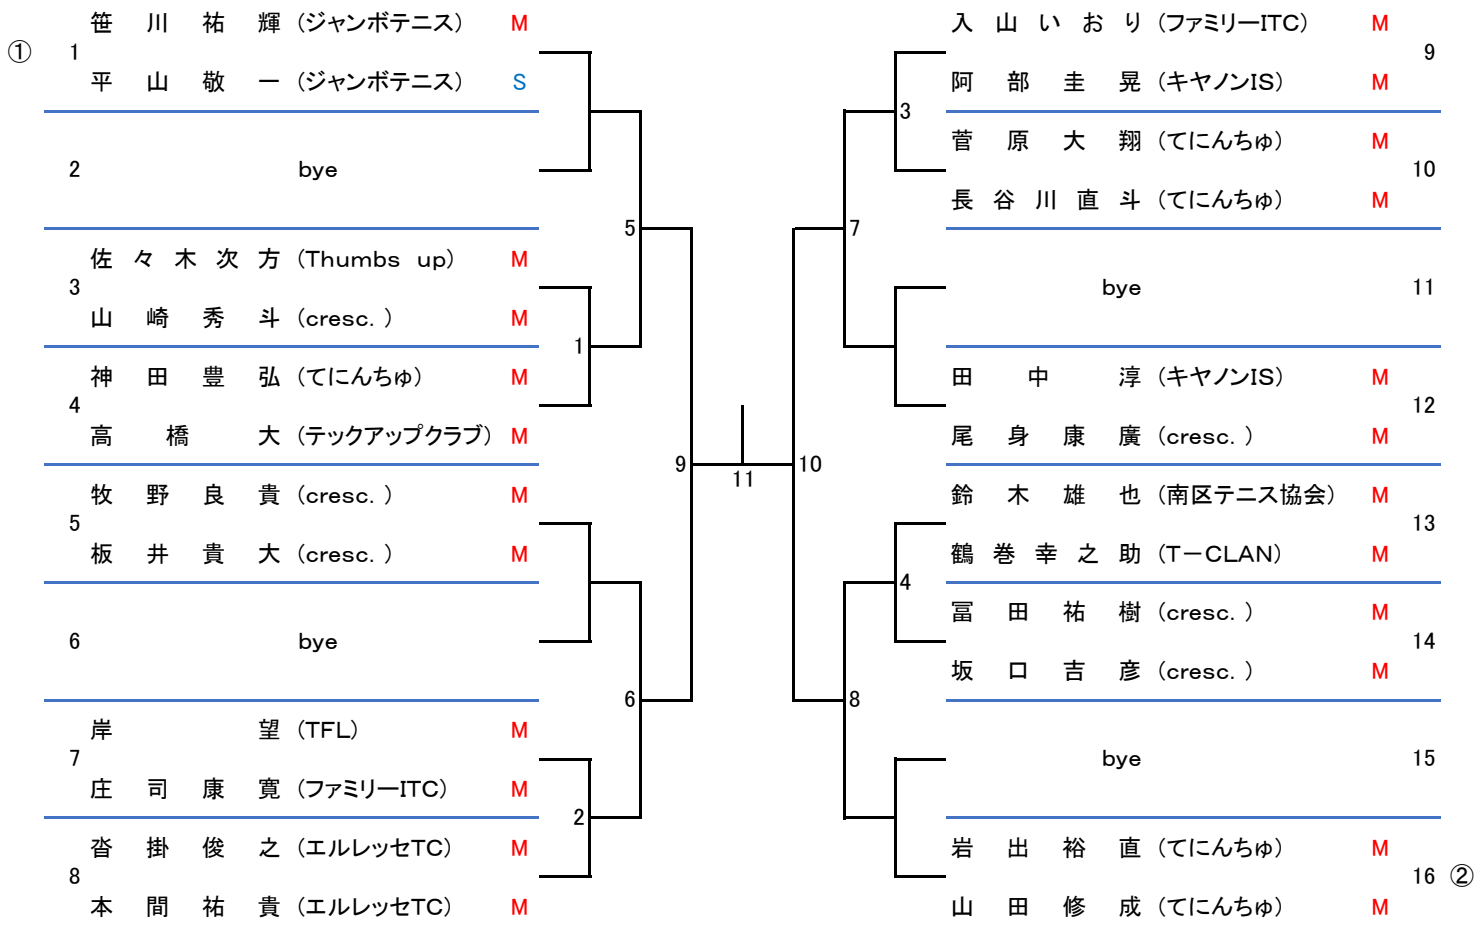 笹川祐輝(ジャンボテニス) M
① 1
平山敬一(ジャンボテニス) S
2 bye
佐々木次方(Thumbs up) M
3
山崎秀斗(cresc.) M
1
神田豊弘(てにんちゅ) M
4
高橋大(テックアップクラブ) M
5
牧野良貴(cresc.) M
5
板井貴大(cresc.) M
6 bye
岸望(TFL) M
7
庄司康寛(ファミリーITC) M
2
沓掛俊之(エルレッセTC) M
8
本間祐貴(エルレッセTC) M
6
9
11
10
入山いおり(ファミリーITC) M
9
阿部圭晃(キヤノンIS) M
3
菅原大翔(てにんちゅ) M
10
長谷川直斗(てにんちゅ) M
7
bye 11
田中淳(キヤノンIS) M
12
尾身康廣(cresc.) M
鈴木雄也(南区テニス協会) M
13
鶴巻幸之助(T-CLAN) M
4
冨田祐樹(cresc.) M
14
坂口吉彦(cresc.) M
8
bye 15
岩出裕直(てにんちゅ) M
16 ②
山田修成(てにんちゅ) M